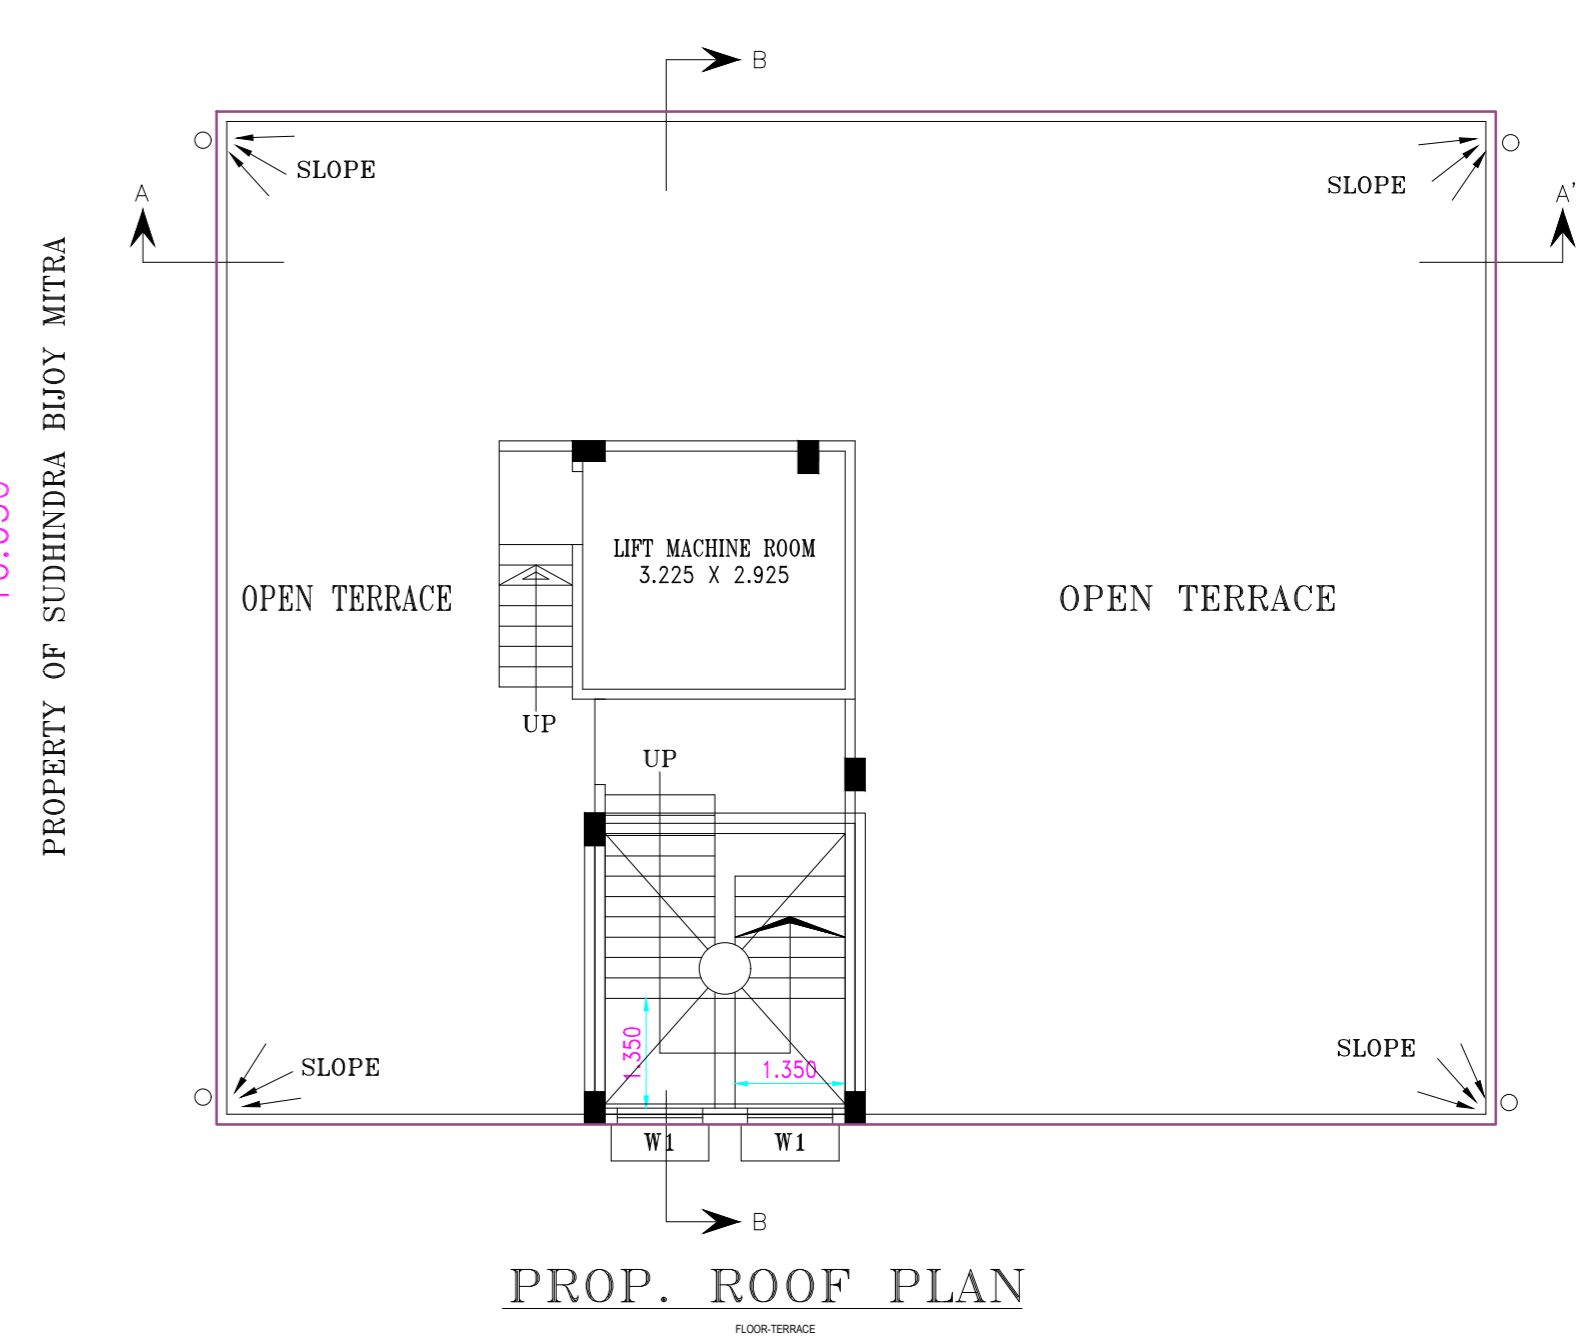 B
SLOPE
SLOPE
A
A'
PROPERTY OF SUDHINDRA BIJOY MITRA
LIFT MACHINE ROOM
3.225 X 2.925
OPEN TERRACE
OPEN TERRACE
UP
UP
1.350
1.350
SLOPE
SLOPE
W1
W1
B
PROP. ROOF PLAN
FLOOR-TERRACE